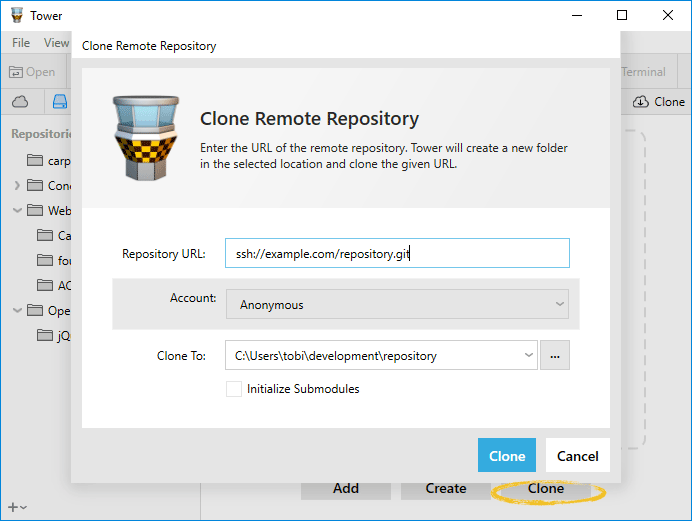 Tower
File View
Clone Remote Repository
Open
Terminal
Clone
Clone Remote Repository
Enter the URL of the remote repository. Tower will create a new folder
in the selected location and clone the given URL.
Repositorie
carp
Con
Web
Ca
fou
AC
Ope
jQ
Repository URL: ssh://example.com/repository.git
Account: Anonymous
Clone To: C:\Users\tobi\development\repository ...
Initialize Submodules
Clone Cancel
Add Create Clone